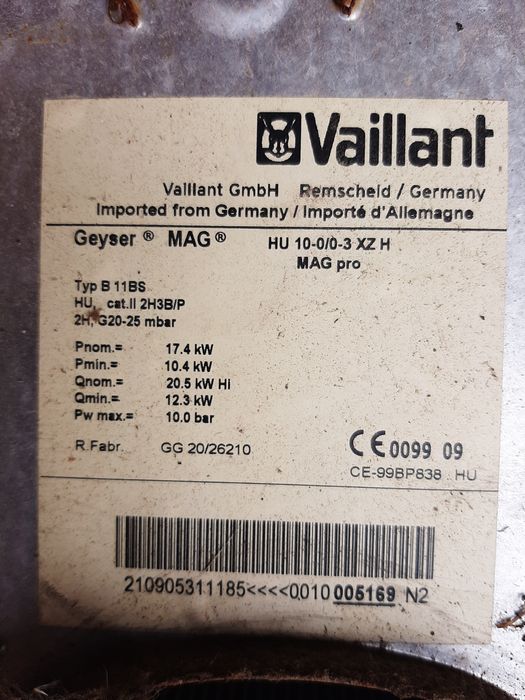 Vaillant
Vaillant GmbH Remscheid / Germany
Imported from Germany / Importé d'Allemagne
Geyser ® MAG ® HU 10-0/0-3 XZ H
MAG pro
Typ B 11BS
HU, cat.II 2H3B/P
2H, G20-25 mbar
Pnom.= 17.4 kW
Pmin.= 10.4 kW
Qnom.= 20.5 kW Hi
Qmin.= 12.3 kW
Pw max.= 10.0 bar
R.Fabr. GG 20/26210
CE 0099 09
CE-99BP838 HU
210905311185<<<<0010005169 N2